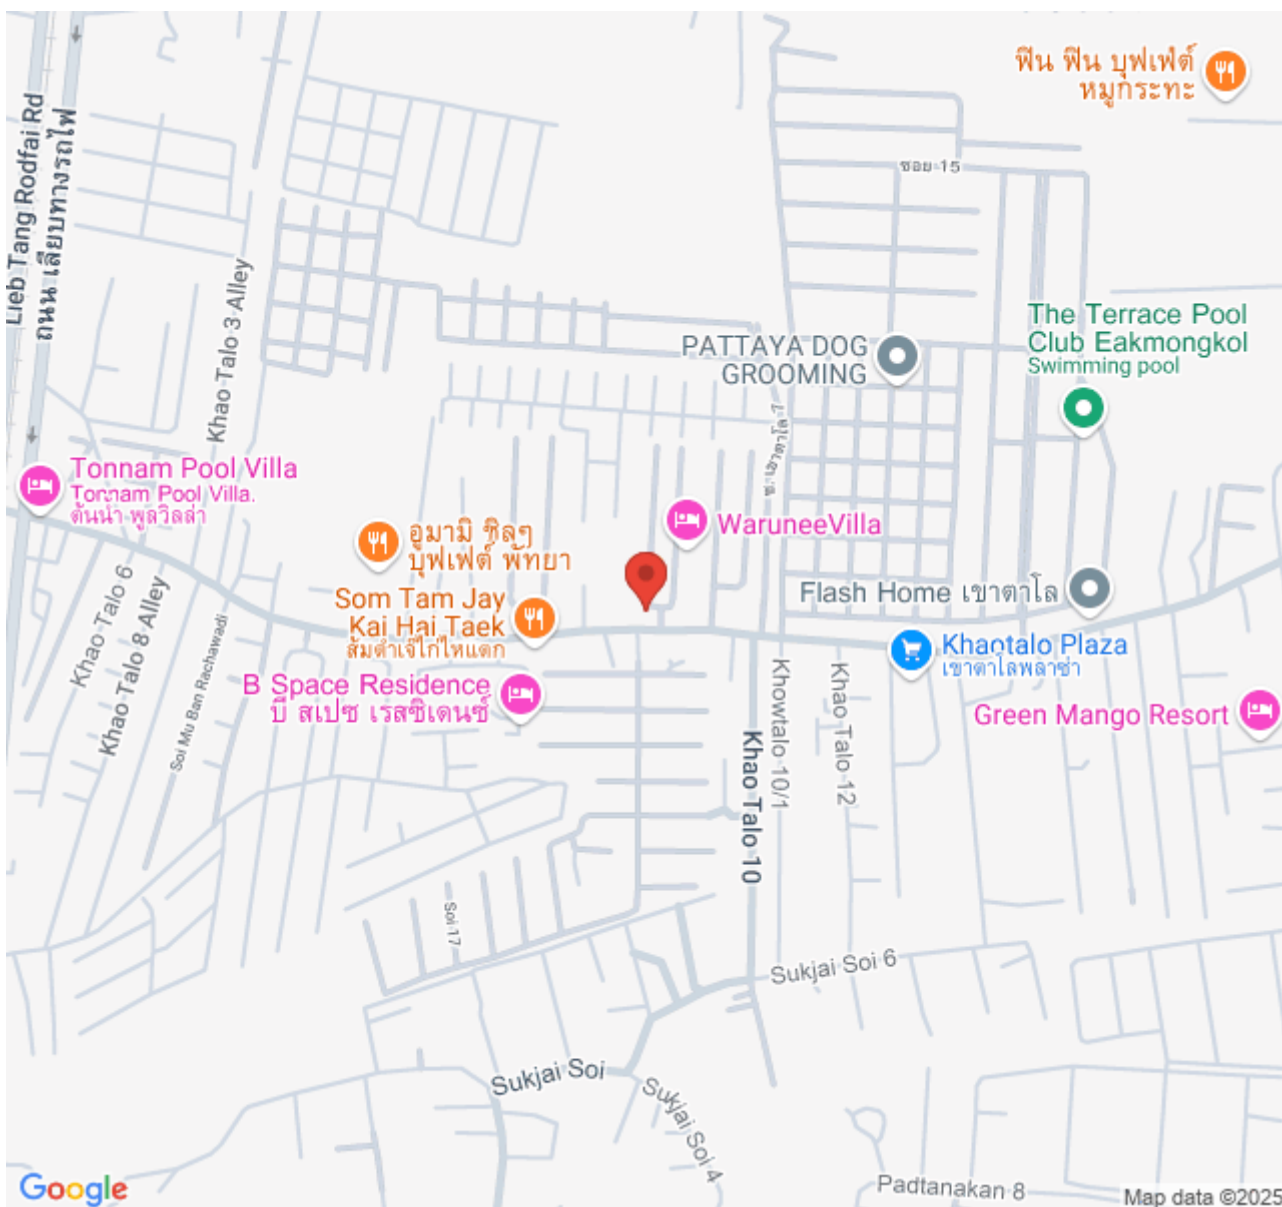 ฟิน ฟิน บุฟเฟ่ต์
หมูกระทะ
Lieb Tang Rodfai Rd
ถนน เลียบทางรถไฟ
ซอย 15
Khao Talo 3 Alley
The Terrace Pool
Club Eakmongkol
Swimming pool
PATTAYA DOG
GROOMING
ซ. เขาตาโล 7
Tonnam Pool Villa
Tonnam Pool Villa.
ต้นน้ำ พูลวิลล่า
WaruneeVilla
อูมามิ ชิลๆ
บุฟเฟ่ต์ พัทยา
Khao Talo 6
Khao Talo 8 Alley
Soi Mu Ban Rachawadi
Flash Home เขาตาโล
Som Tam Jay
Kai Hai Taek
ส้มตำเจ๊ไก่ไหแตก
Khaotalo Plaza
เขาตาโลพลาซ่า
B Space Residence
บี สเปซ เรสซิเดนซ์
Green Mango Resort
Khao Talo 10
Khowtalo 10/1
Khao Talo 12
Soi 17
Sukjai Soi 6
Sukjai Soi
Sukjai Soi 4
Padtanakan 8
Google
Map data ©2025